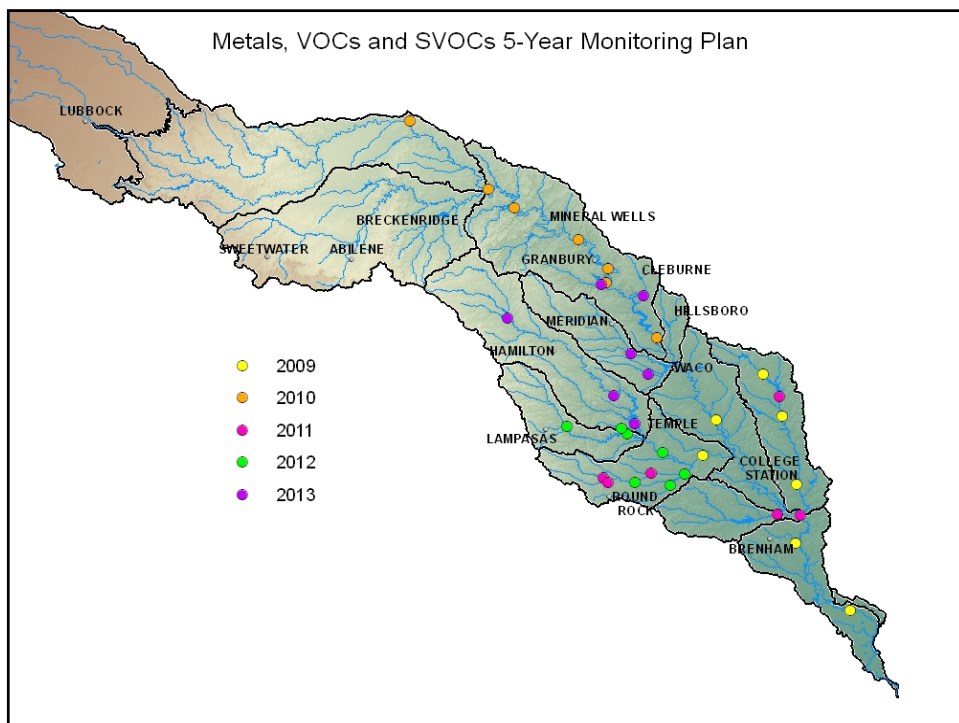 Metals, VOCs and SVOCs 5-Year Monitoring Plan
LUBBOCK
BRECKENRIDGE
MINERAL WELLS
SWEETWATER
ABILENE
GRANBURY
CLEBURNE
HILLSBORO
MERIDIAN
HAMILTON
WACO
2009
2010
2011
2012
2013
TEMPLE
LAMPASAS
COLLEGE
STATION
ROUND
ROCK
BRENHAM